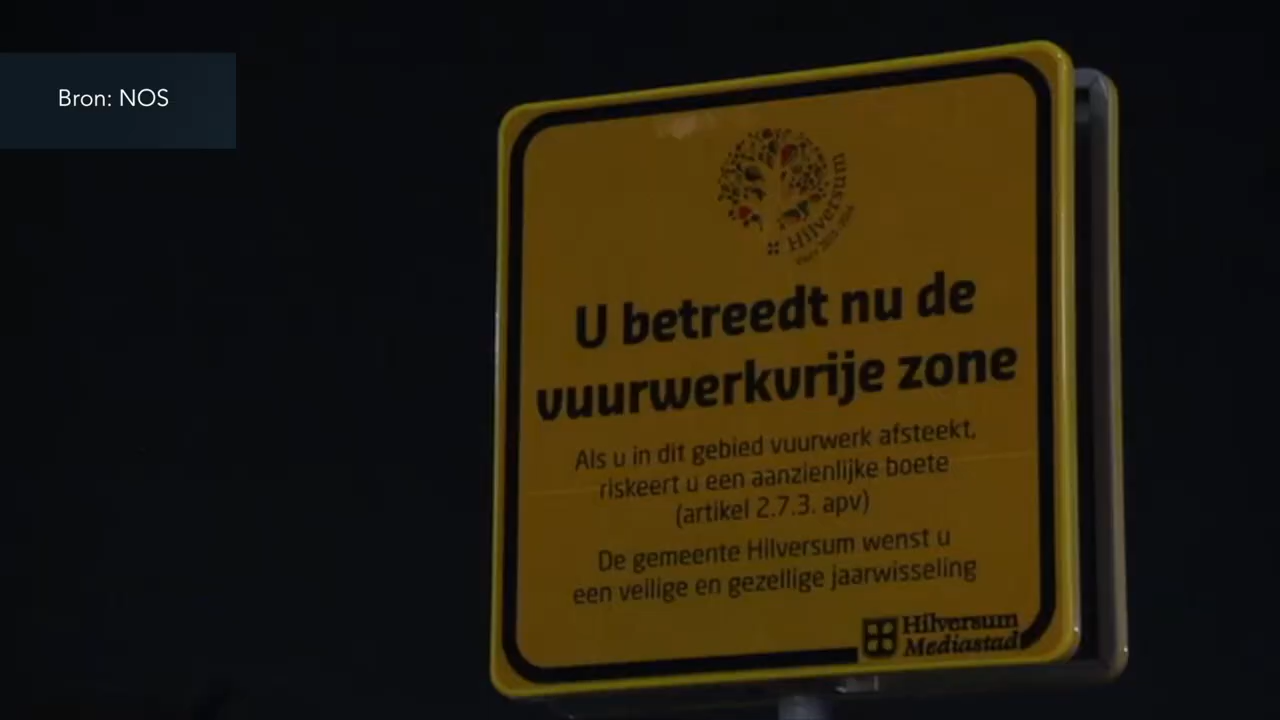 Bron: NOS
Hilversum
U betreedt nu de
vuurwerkvrije zone
Als u in dit gebied vuurwerk afsteekt,
riskeert u een aanzienlijke boete
(artikel 2.7.3. apv)
De gemeente Hilversum wenst u
een veilige en gezellige jaarwisseling
Hilversum
Mediastad